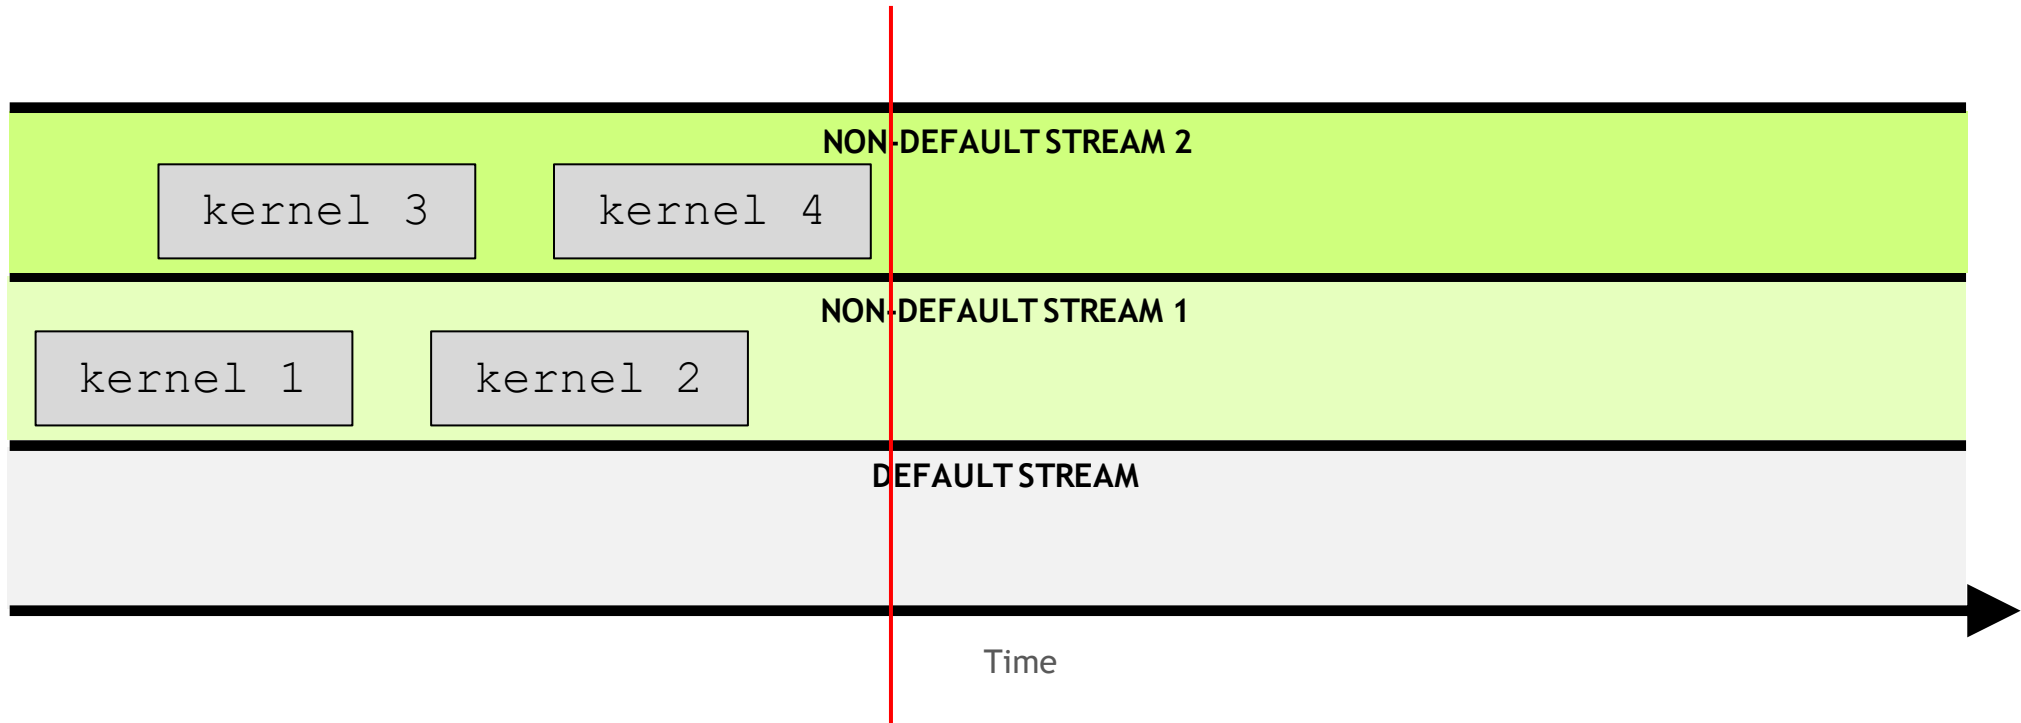 NON-DEFAULT STREAM 2
kernel 3
kernel 4
NON-DEFAULT STREAM 1
kernel 1
kernel 2
DEFAULT STREAM
Time